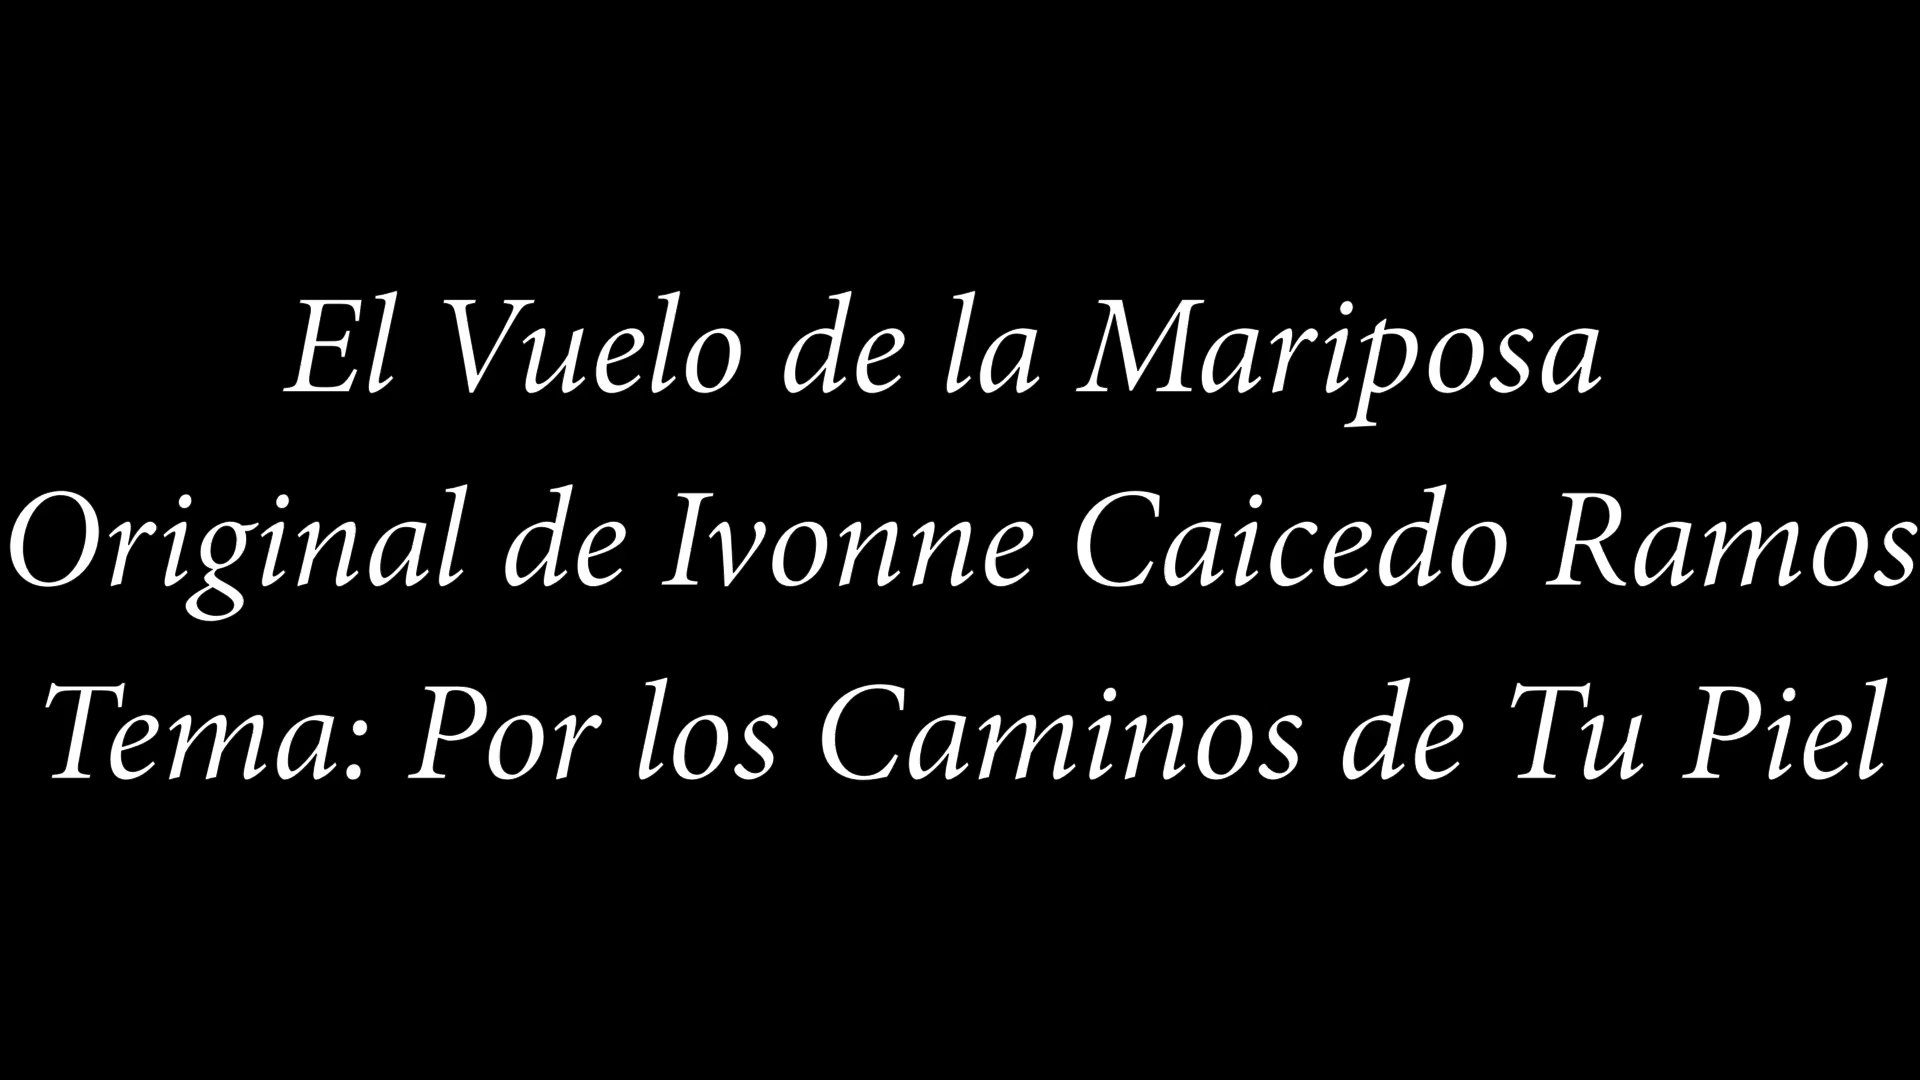 El Vuelo de la Mariposa
Original de Ivonne Caicedo Ramos
Tema: Por los Caminos de Tu Piel